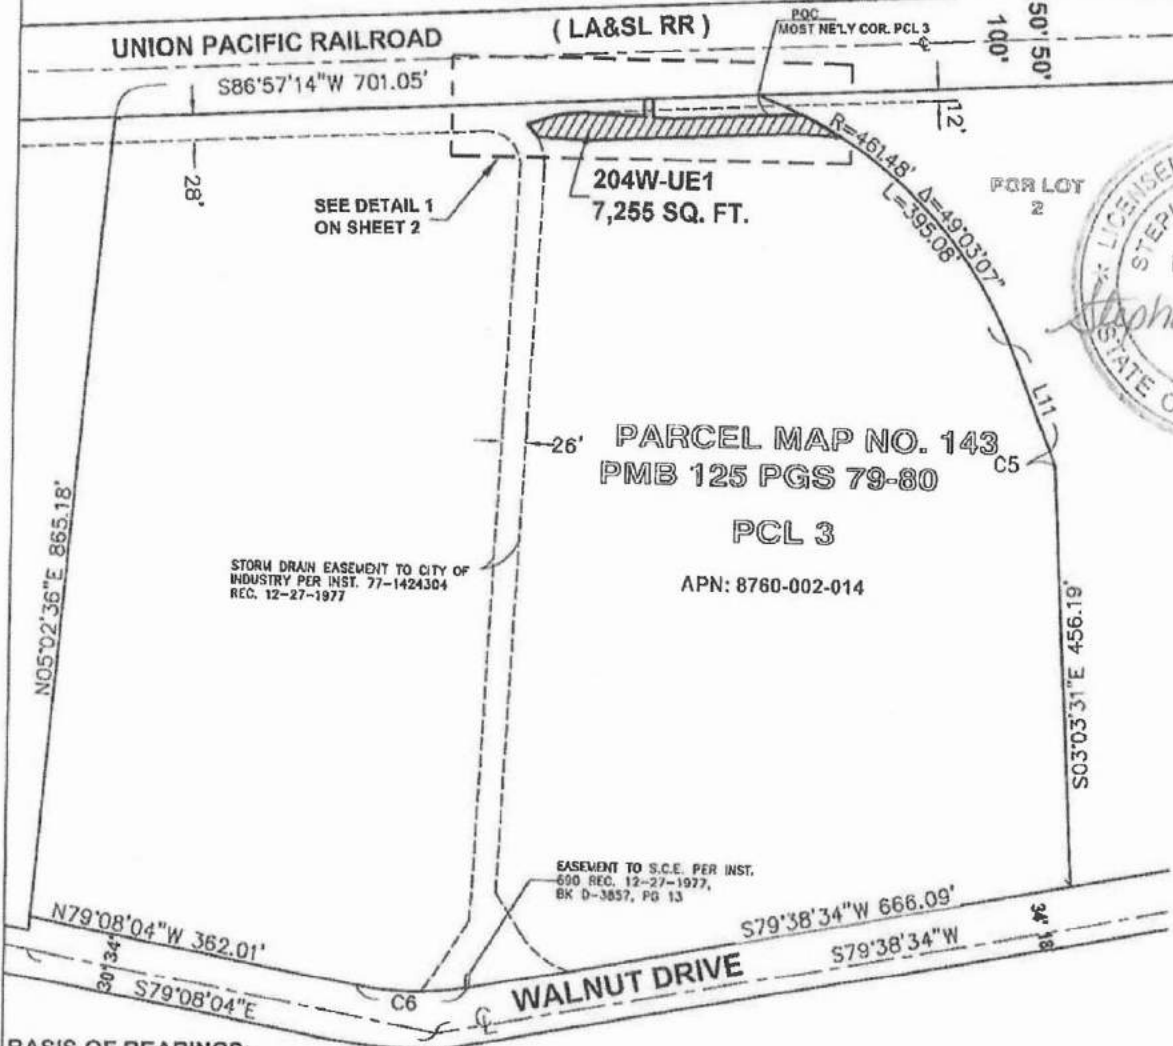 UNION PACIFIC RAILROAD
( LA&SL RR )
POC
MOST NE'LY COR. PCL 3
℄
100'
50' 50'
S86°57'14"W 701.05'
12'
28'
SEE DETAIL 1
ON SHEET 2
204W-UE1
7,255 SQ. FT.
R=461.48' Δ=49°03'07"
L=395.08'
POR LOT
2
LICENSE
STEP
Steph
STATE
L11
C5
26'
PARCEL MAP NO. 143
PMB 125 PGS 79-80
PCL 3
APN: 8760-002-014
N05°02'36"E 865.18'
STORM DRAIN EASEMENT TO CITY OF
INDUSTRY PER INST. 77-1424304
REC. 12-27-1977
S03°03'31"E 456.19'
EASEMENT TO S.C.E. PER INST.
690 REC. 12-27-1977,
BK D-3857, PG 13
N79°08'04"W 362.01'
30' 34'
S79°08'04"E
C6
℄
WALNUT DRIVE
S79°38'34"W 666.09'
S79°38'34"W
34' 18'
BASIS OF BEARINGS